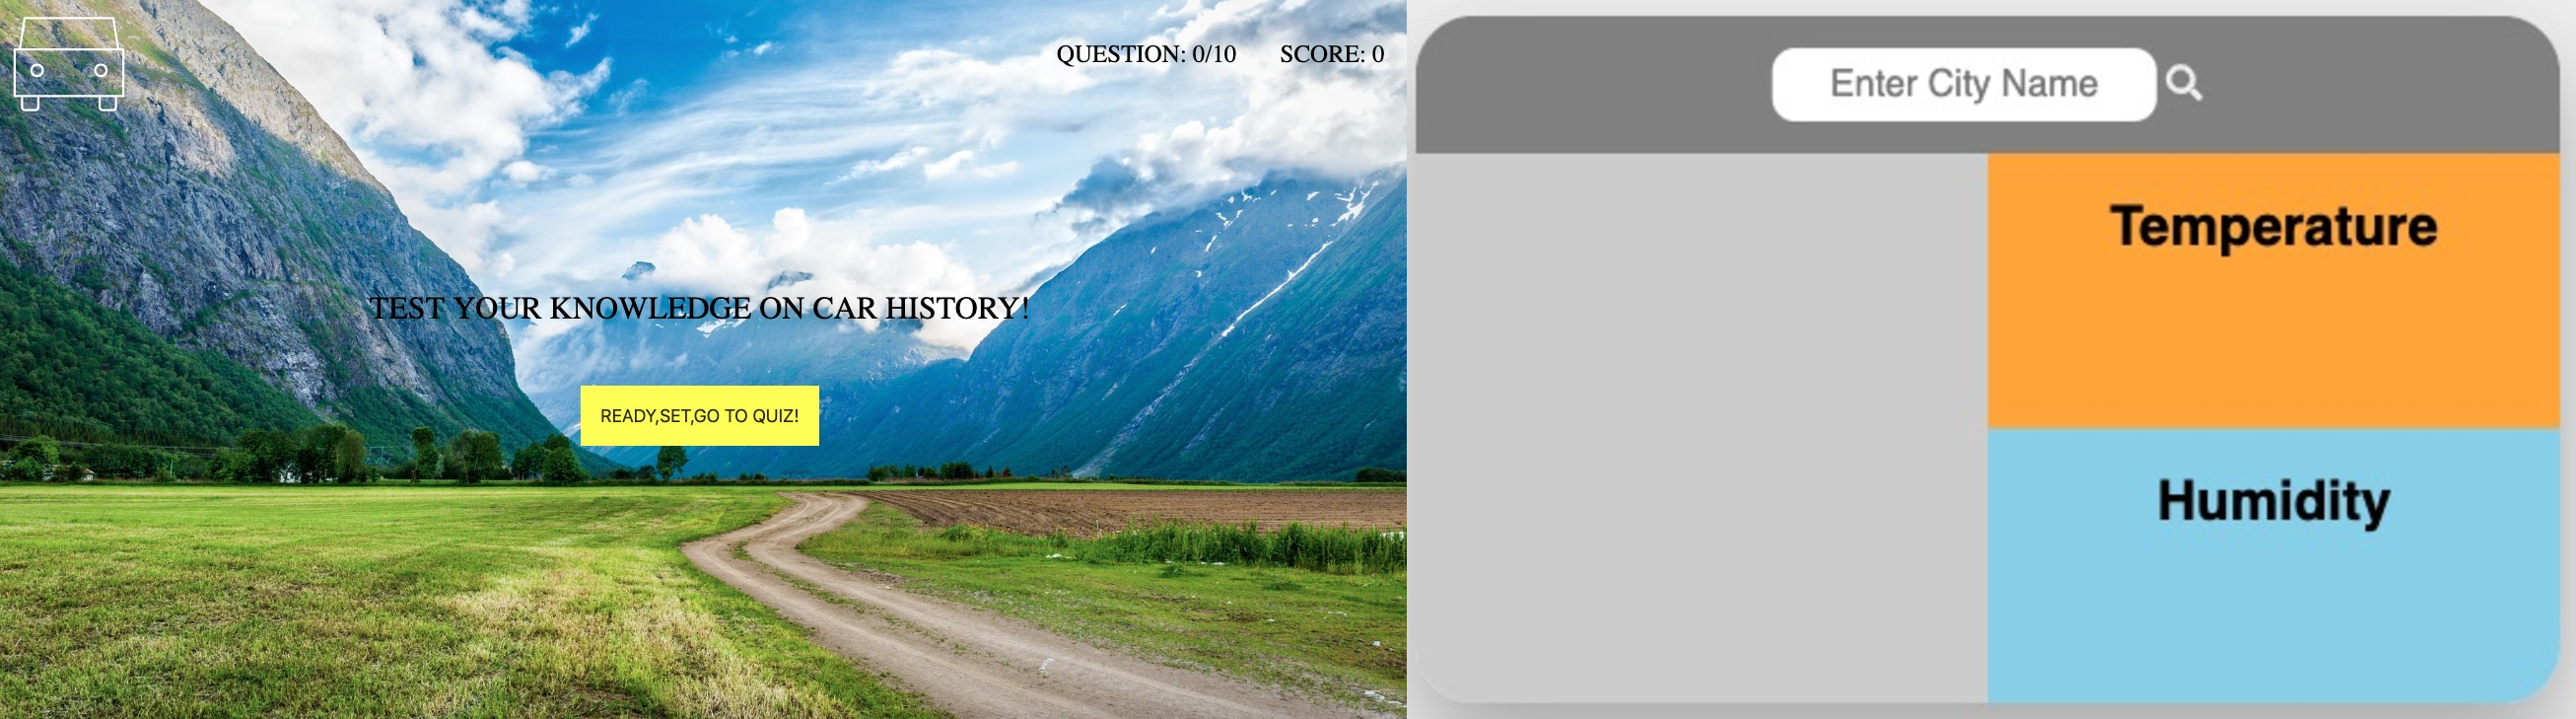 QUESTION: 0/10 SCORE: 0
TEST YOUR KNOWLEDGE ON CAR HISTORY!
READY,SET,GO TO QUIZ!
Enter City Name
Temperature
Humidity